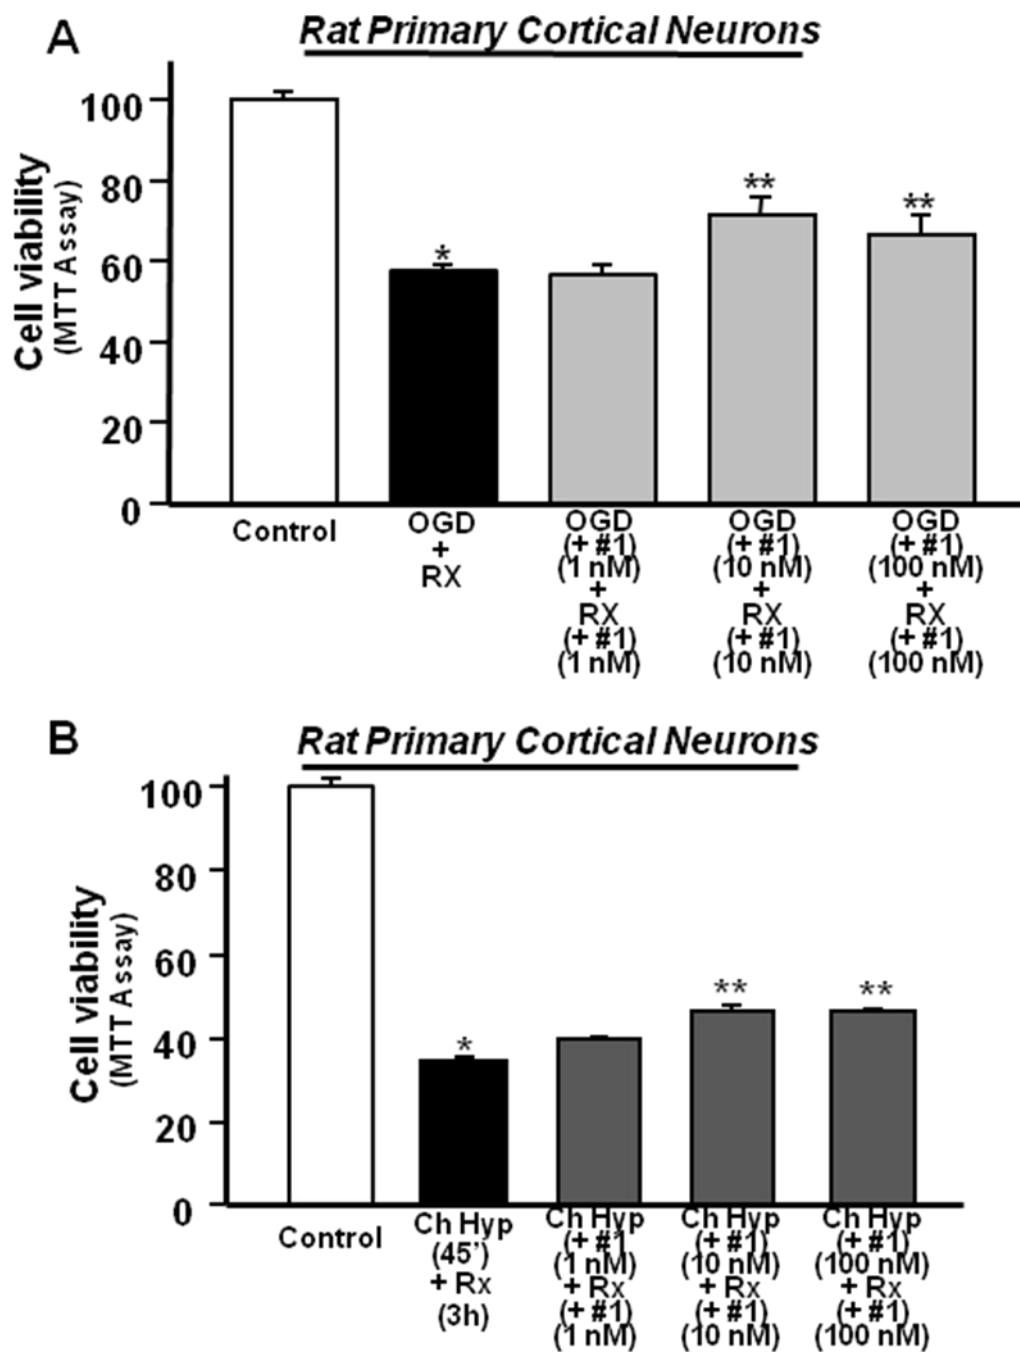 A
Rat Primary Cortical Neurons
Cell viability
(MTT Assay)
100
80
60
40
20
0
*
**
**
Control
OGD
+
RX
OGD
(+ #1)
(1 nM)
+
RX
(+ #1)
(1 nM)
OGD
(+ #1)
(10 nM)
+
RX
(+ #1)
(10 nM)
OGD
(+ #1)
(100 nM)
+
RX
(+ #1)
(100 nM)
B
Rat Primary Cortical Neurons
Cell viability
(MTT Assay)
100
80
60
40
20
0
*
**
**
Control
Ch Hyp
(45')
+ Rx
(3h)
Ch Hyp
(+ #1
(1 nM)
+ Rx
(+ #1)
(1 nM)
Ch Hyp
(+ #1)
(10 nM)
+ Rx
(+ #1)
(10 nM)
Ch Hyp
(+ #1)
(100 nM)
+ Rx
(+ #1)
(100 nM)